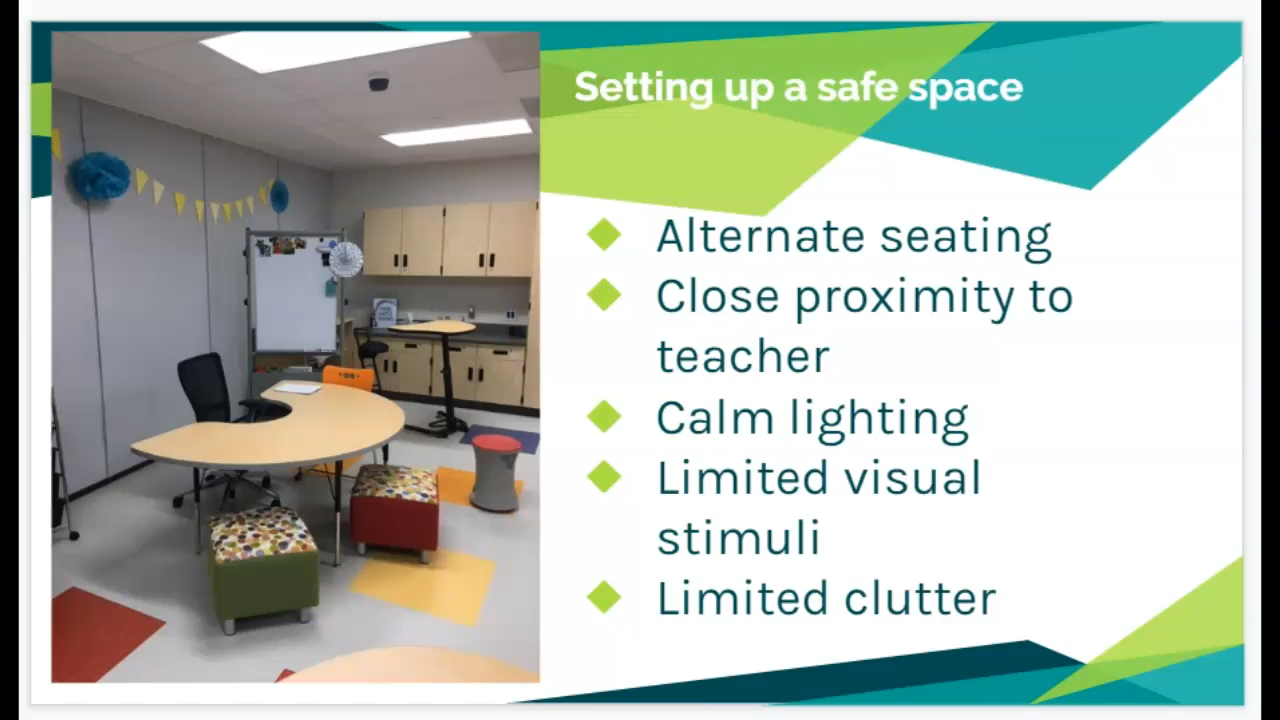 Setting up a safe space
Alternate seating
Close proximity to
teacher
Calm lighting
Limited visual
stimuli
Limited clutter